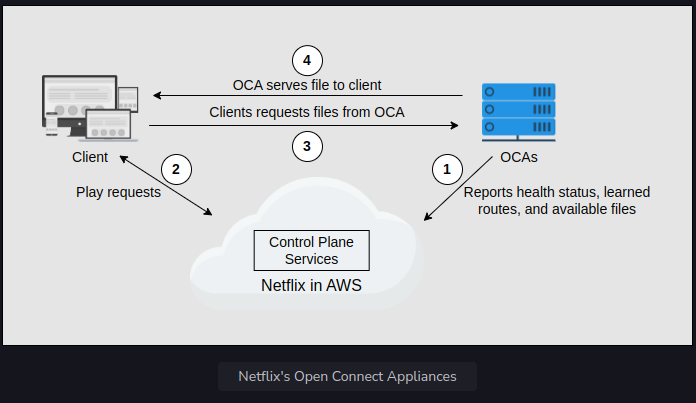 4
OCA serves file to client
Clients requests files from OCA
3
Client
OCAs
2
1
Play requests
Reports health status, learned
routes, and available files
Control Plane
Services
Netflix in AWS
Netflix's Open Connect Appliances